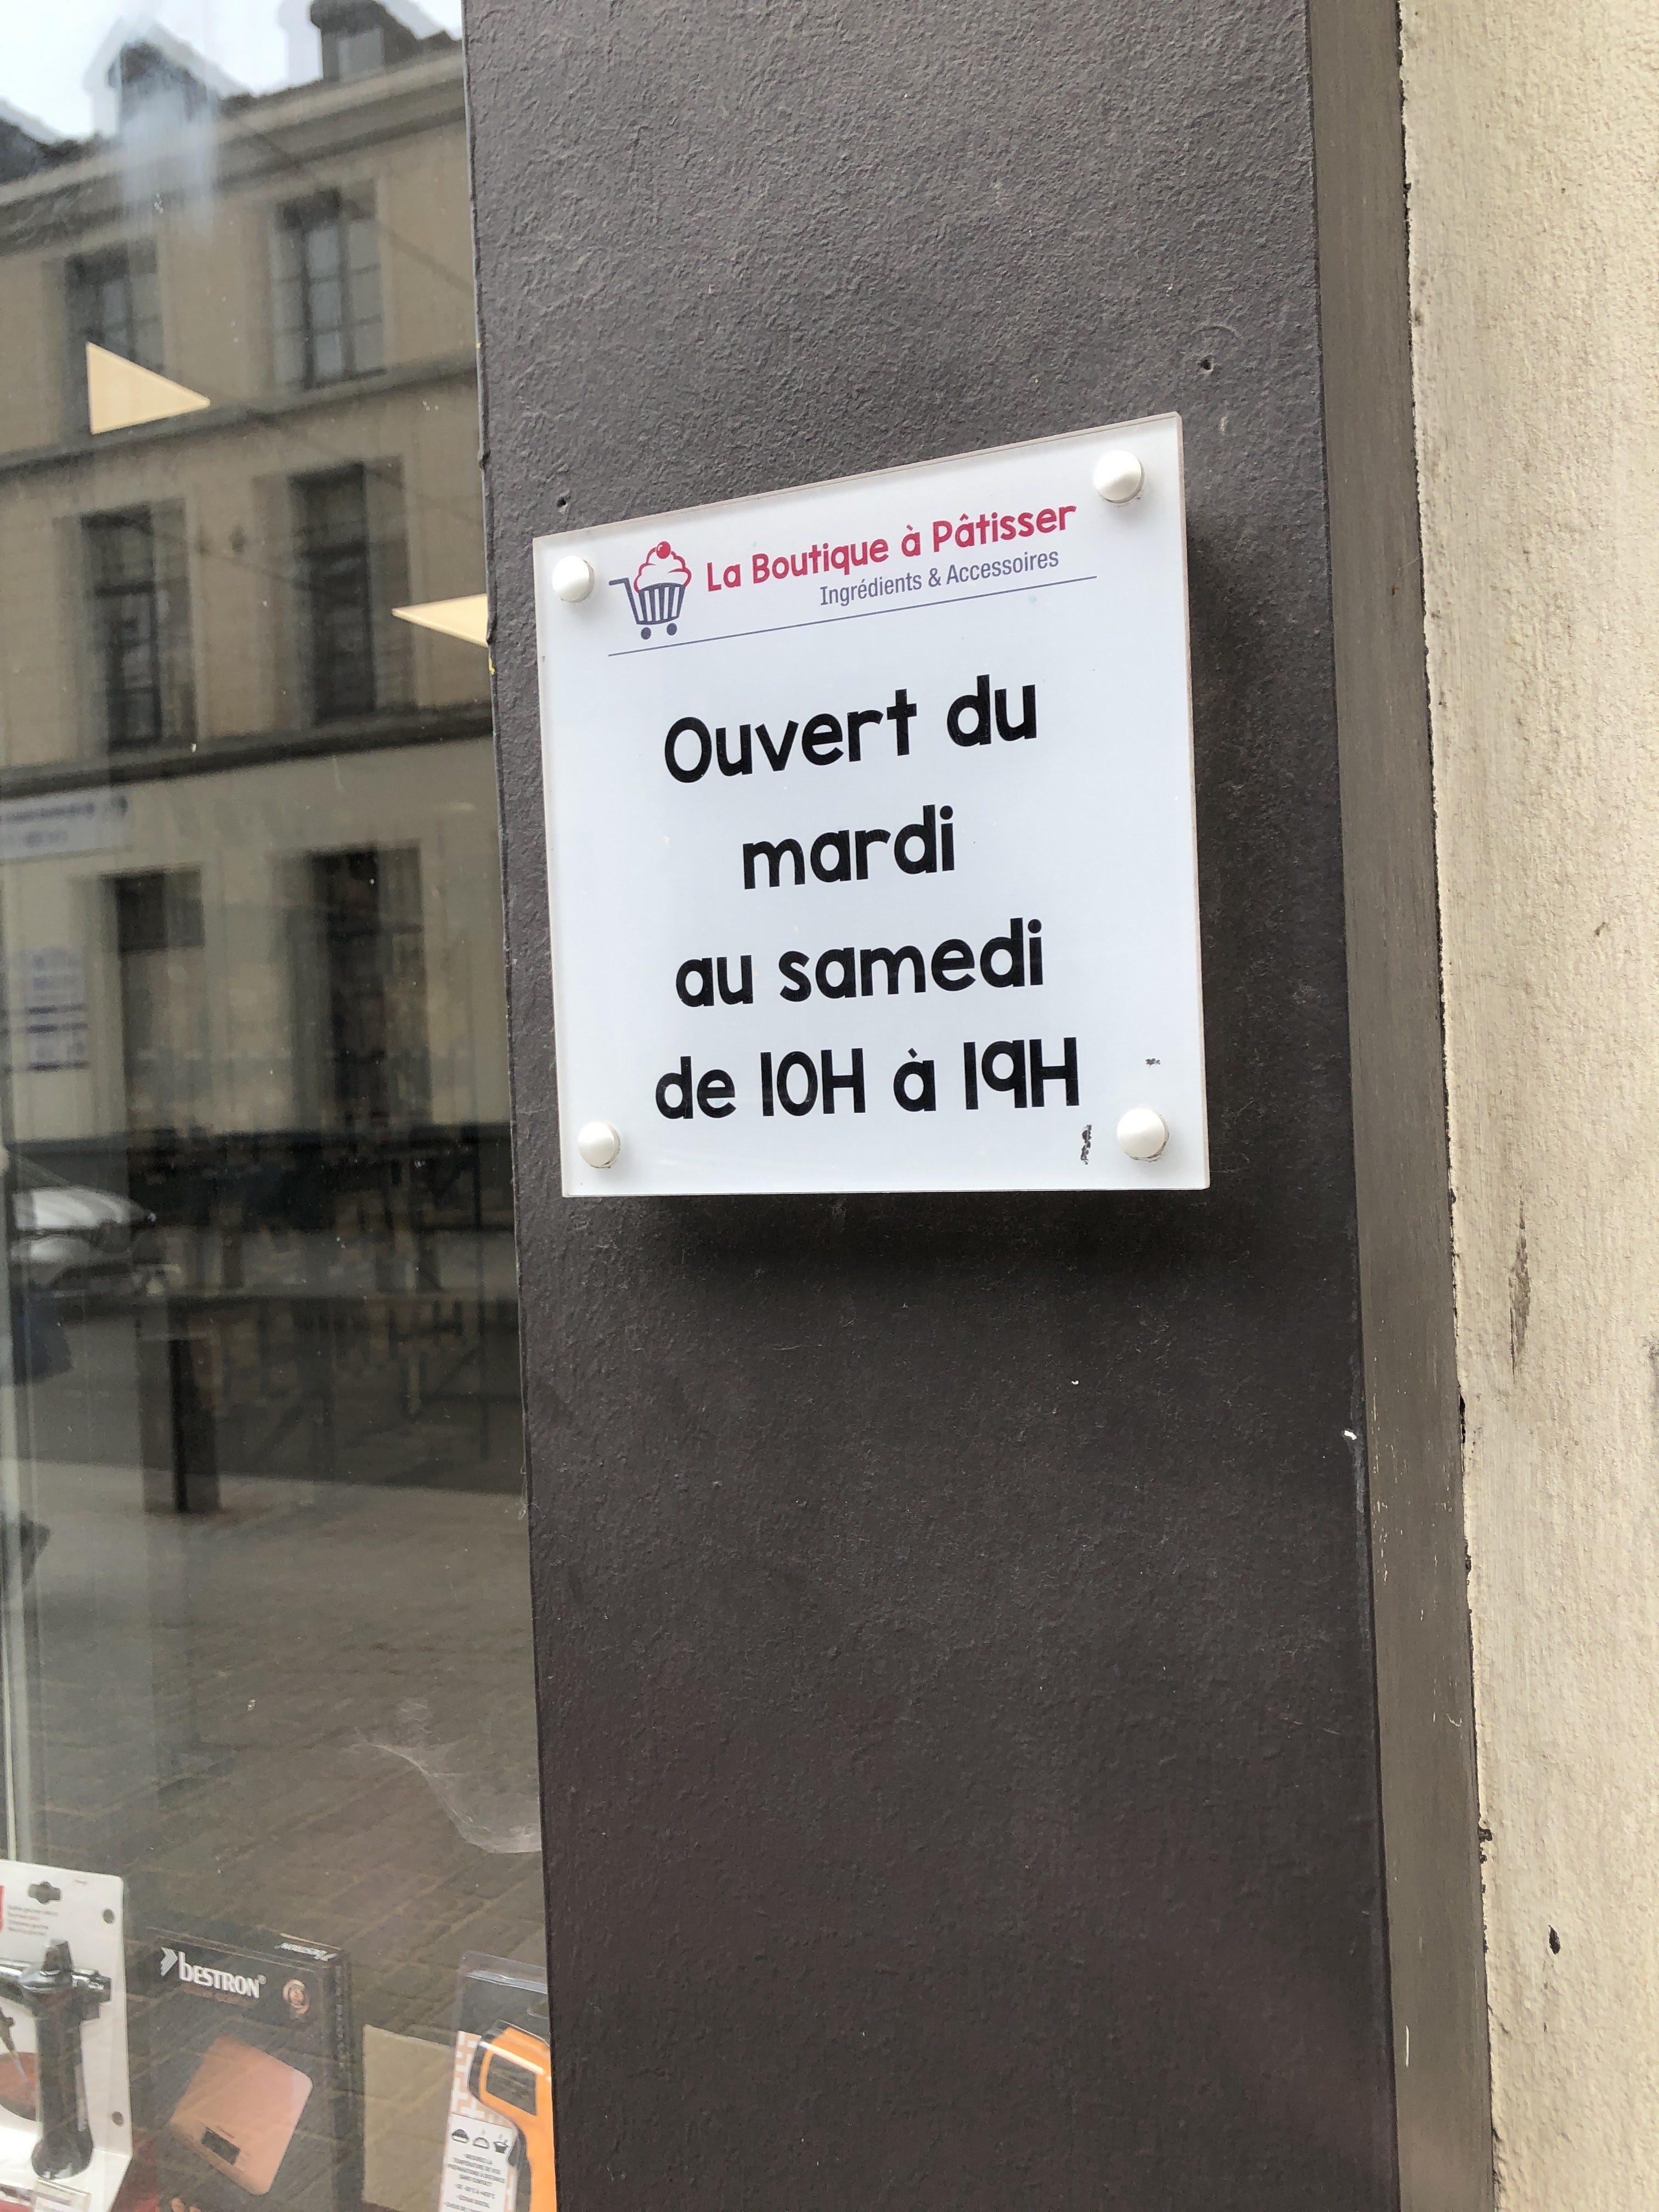 La Boutique à Pâtisser
Ingrédients & Accessoires
Ouvert du
mardi
au samedi
de 10H à 19H
bESTRON®